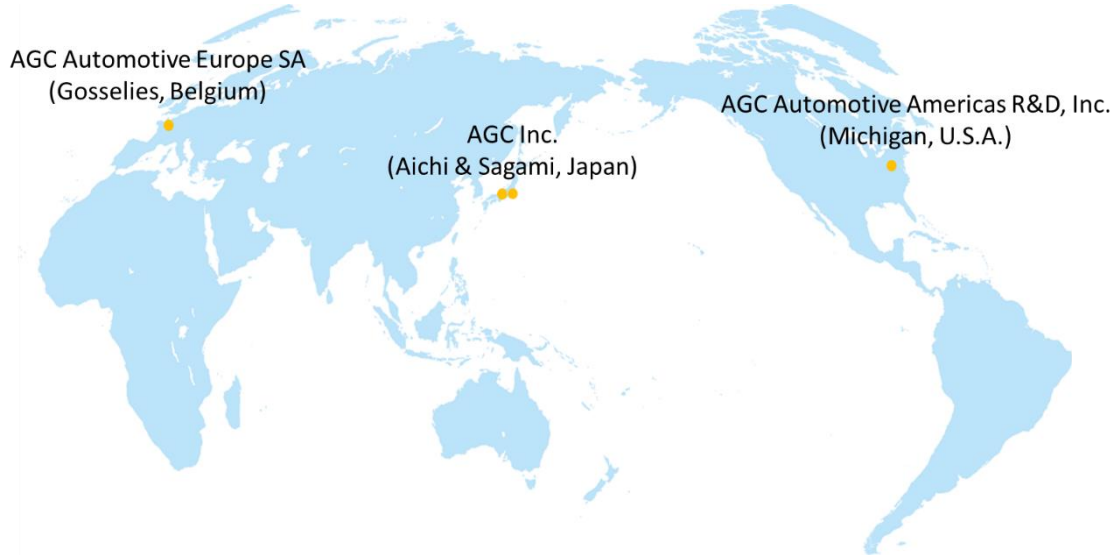 AGC Automotive Europe SA
(Gosselies, Belgium)
AGC Inc.
(Aichi & Sagami, Japan)
AGC Automotive Americas R&D, Inc.
(Michigan, U.S.A.)